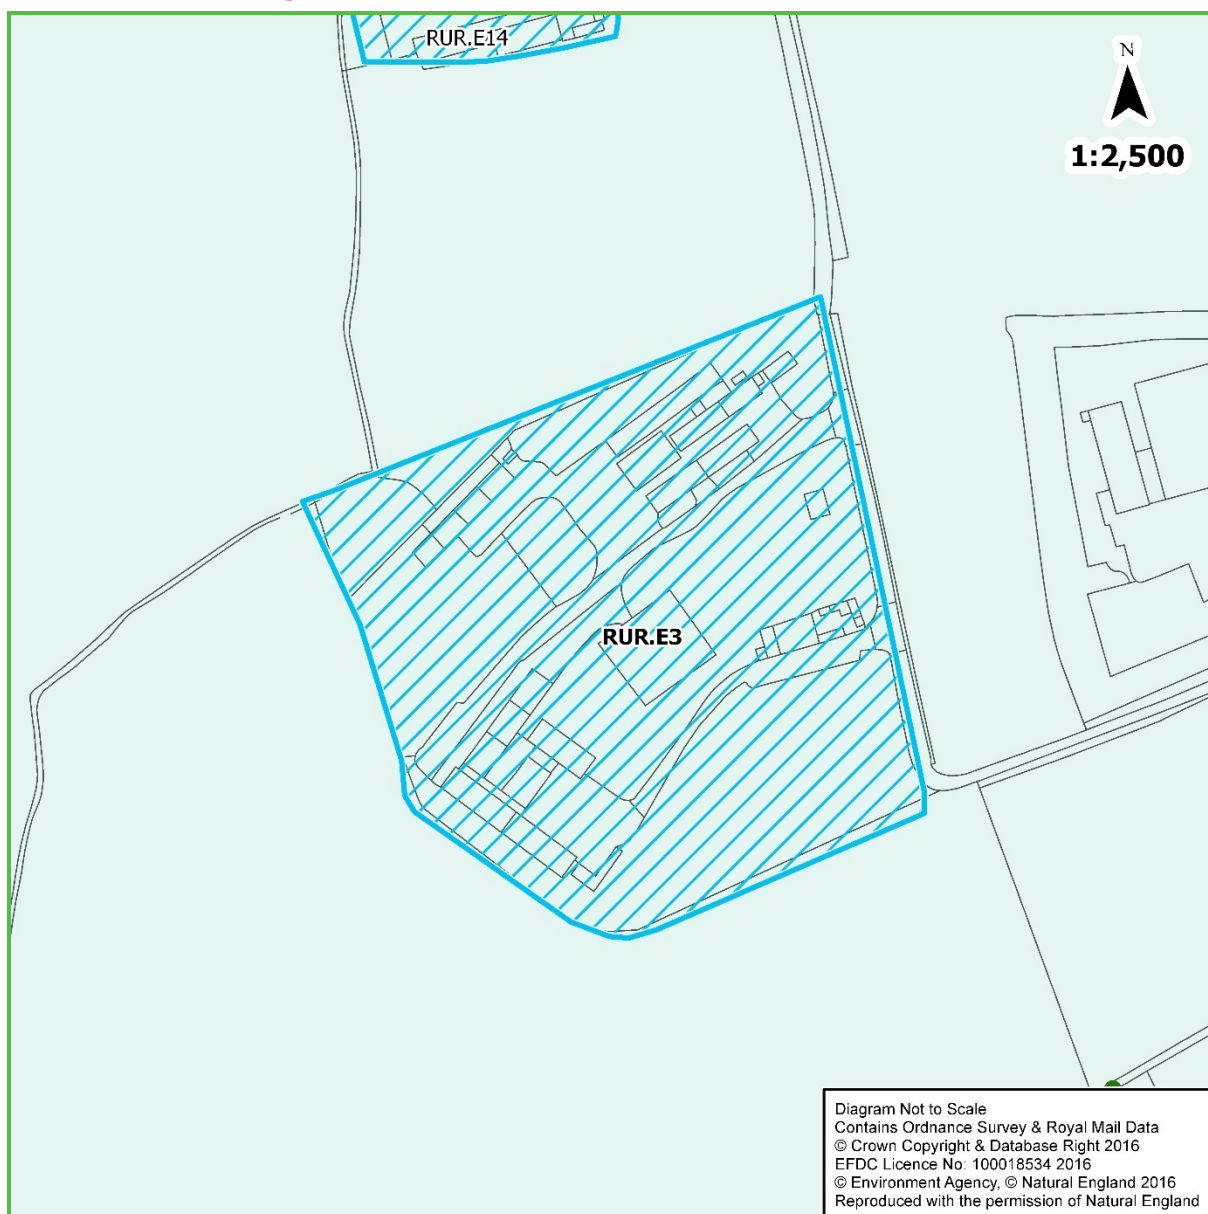 RUR.E14
N
1:2,500
RUR.E3
Diagram Not to Scale
Contains Ordnance Survey & Royal Mail Data
© Crown Copyright & Database Right 2016
EFDC Licence No: 100018534 2016
© Environment Agency, © Natural England 2016
Reproduced with the permission of Natural England